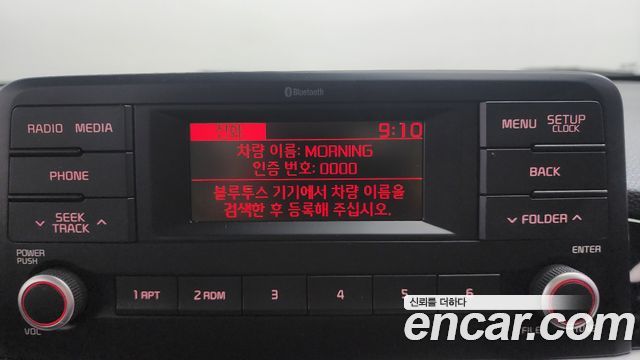 Bluetooth
RADIO MEDIA
PHONE
SEEK
TRACK
9:10
차량 이름: MORNING
인증 번호: 0000
블루투스 기기에서 차량 이름을
검색한 후 등록해 주십시오.
MENU SETUP
CLOCK
BACK
FOLDER
POWER
PUSH
VOL
1 RPT 2 RDM 3 4 5 6
ENTER
FILE
신뢰를 더하다
encar.com